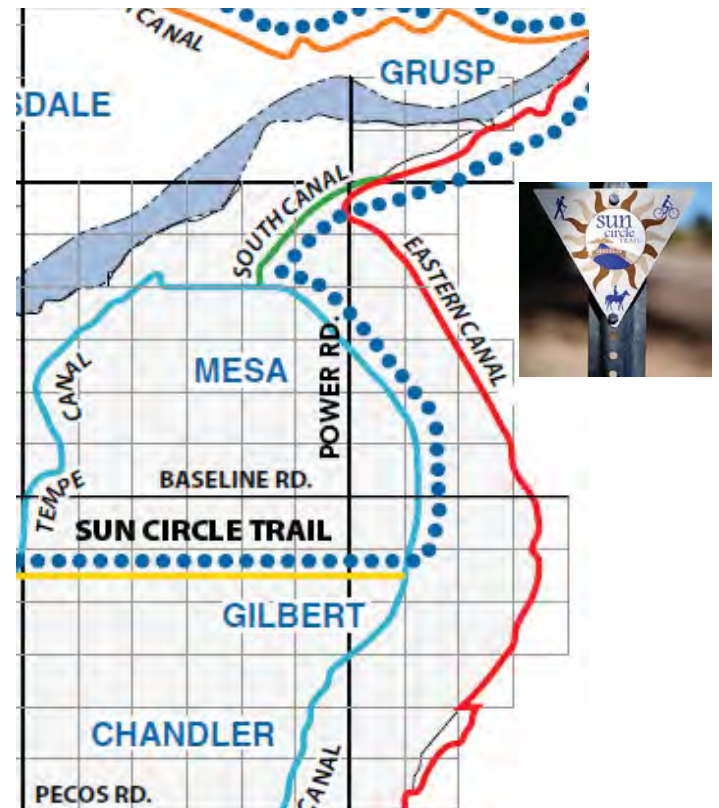 CANAL
GRUSP
SDALE
SOUTH CANAL
sun
circle
TRAIL
EASTERN CANAL
POWER RD.
MESA
CANAL
BASELINE RD.
TEMPE
SUN CIRCLE TRAIL
GILBERT
CHANDLER
CANAL
PECOS RD.